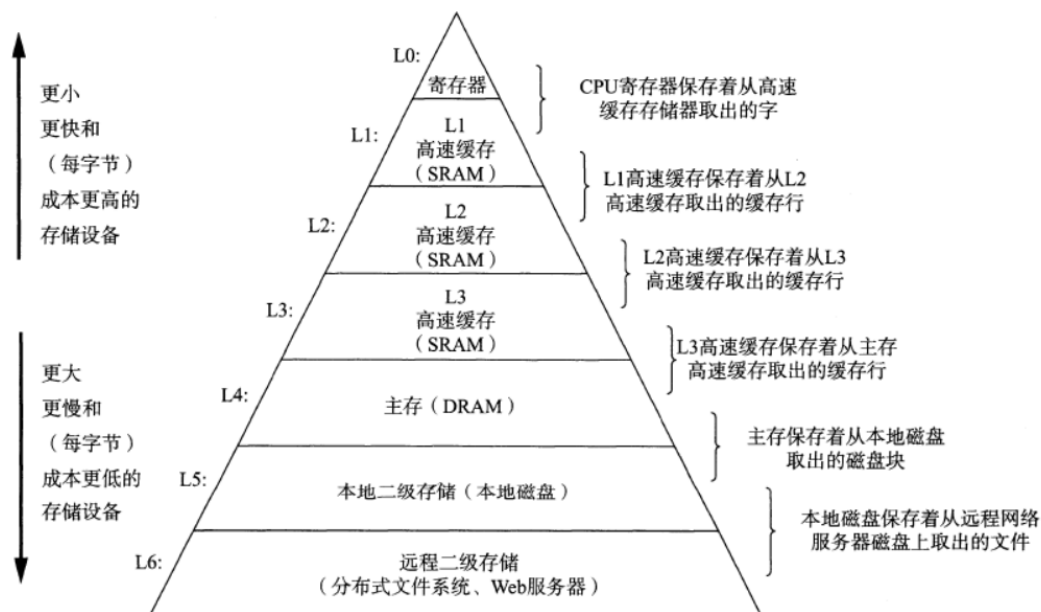 L0:
寄存器
CPU寄存器保存着从高速
缓存存储器取出的字
更小
更快和
（每字节）
成本更高的
存储设备
L1:
L1
高速缓存
（SRAM）
L1高速缓存保存着从L2
高速缓存取出的缓存行
L2:
L2
高速缓存
（SRAM）
L2高速缓存保存着从L3
高速缓存取出的缓存行
L3:
L3
高速缓存
（SRAM）
L3高速缓存保存着从主存
高速缓存取出的缓存行
更大
更慢和
（每字节）
成本更低的
存储设备
L4:
主存（DRAM）
主存保存着从本地磁盘
取出的磁盘块
L5:
本地二级存储（本地磁盘）
本地磁盘保存着从远程网络
服务器磁盘上取出的文件
L6:
远程二级存储
（分布式文件系统、Web服务器）